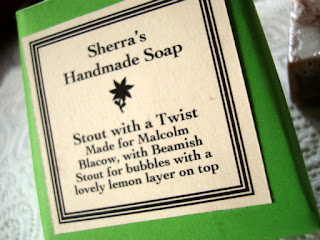 Sherra's
Handmade Soap
Stout with a Twist
Made for Malcolm
Blacow, with Beamish
Stout for bubbles with a
lovely lemon layer on top